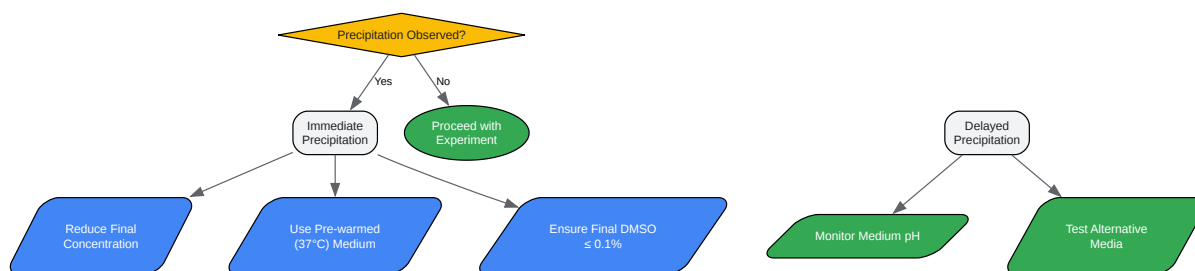 Precipitation Observed?
Yes
No
Immediate
Precipitation
Proceed with
Experiment
Delayed
Precipitation
Reduce Final
Concentration
Use Pre-warmed
(37°C) Medium
Ensure Final DMSO
≤ 0.1%
Monitor Medium pH
Test Alternative
Media